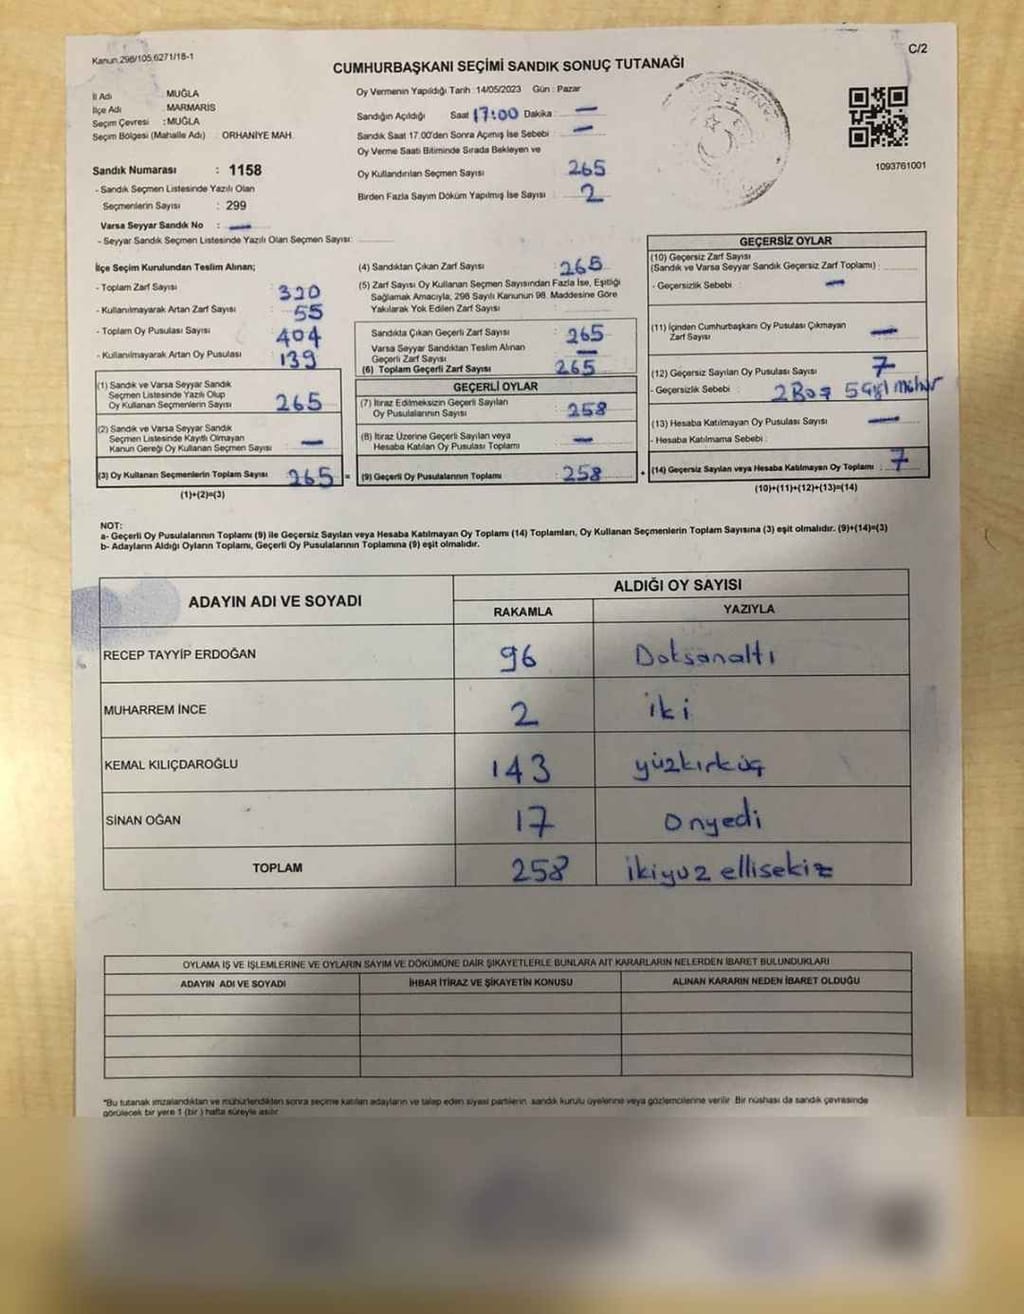 Kanun 298/105,6271/18-1
C/2
CUMHURBAŞKANI SEÇİMİ SANDIK SONUÇ TUTANAĞI
İl Adı : MUĞLA
İlçe Adı : MARMARİS
Seçim Çevresi : MUĞLA
Seçim Bölgesi (Mahalle Adı) : ORHANİYE MAH.
Sandık Numarası : 1158
- Sandık Seçmen Listesinde Yazılı Olan
Seçmenlerin Sayısı : 299
Varsa Seyyar Sandık No : —
- Seyyar Sandık Seçmen Listesinde Yazılı Olan Seçmen Sayısı:
Oy Vermenin Yapıldığı Tarih : 14/05/2023 Gün : Pazar
Sandığın Açıldığı Saat 17:00 Dakika : —
Sandık Saat 17.00'den Sonra Açılmış İse Sebebi : —
Oy Verme Saati Bitiminde Sırada Bekleyen ve
Oy Kullandırılan Seçmen Sayısı : 265
Birden Fazla Sayım Döküm Yapılmış İse Sayısı : 2
1093761001
İlçe Seçim Kurulundan Teslim Alınan;
- Toplam Zarf Sayısı : 320
- Kullanılmayarak Artan Zarf Sayısı : 55
- Toplam Oy Pusulası Sayısı : 404
- Kullanılmayarak Artan Oy Pusulası : 139
(1) Sandık ve Varsa Seyyar Sandık
Seçmen Listesinde Yazılı Olup
Oy Kullanan Seçmenlerin Sayısı : 265
(2) Sandık ve Varsa Seyyar Sandık
Seçmen Listesinde Kayıtlı Olmayan
Kanun Gereği Oy Kullanan Seçmen Sayısı : —
(3) Oy Kullanan Seçmenlerin Toplam Sayısı : 265 =
(1)+(2)=(3)
(4) Sandıktan Çıkan Zarf Sayısı : 265
(5) Zarf Sayısı Oy Kullanan Seçmen Sayısından Fazla İse, Eşitliği
Sağlamak Amacıyla, 298 Sayılı Kanunun 98. Maddesine Göre
Yakılarak Yok Edilen Zarf Sayısı :
Sandıkta Çıkan Geçerli Zarf Sayısı : 265
Varsa Seyyar Sandıktan Teslim Alınan
Geçerli Zarf Sayısı : —
(6) Toplam Geçerli Zarf Sayısı : 265
GEÇERLİ OYLAR
(7) İtiraz Edilmeksizin Geçerli Sayılan
Oy Pusulalarının Sayısı : 258
(8) İtiraz Üzerine Geçerli Sayılan veya
Hesaba Katılan Oy Pusulası Toplamı : —
(9) Geçerli Oy Pusulalarının Toplamı : 258 +
GEÇERSİZ OYLAR
(10) Geçersiz Zarf Sayısı
(Sandık ve Varsa Seyyar Sandık Geçersiz Zarf Toplamı) :
- Geçersizlik Sebebi : —
(11) İçinden Cumhurbaşkanı Oy Pusulası Çıkmayan
Zarf Sayısı : —
(12) Geçersiz Sayılan Oy Pusulası Sayısı : 7
- Geçersizlik Sebebi : 2 Boş 5
(13) Hesaba Katılmayan Oy Pusulası Sayısı : —
- Hesaba Katılmama Sebebi :
(14) Geçersiz Sayılan veya Hesaba Katılmayan Oy Toplamı : 7
(10)+(11)+(12)+(13)=(14)
NOT:
a- Geçerli Oy Pusulalarının Toplamı (9) ile Geçersiz Sayılan veya Hesaba Katılmayan Oy Toplamı (14) Toplamları, Oy Kullanan Seçmenlerin Toplam Sayısına (3) eşit olmalıdır. (9)+(14)=(3)
b- Adayların Aldığı Oyların Toplamı, Geçerli Oy Pusulalarının Toplamına (9) eşit olmalıdır.
ADAYIN ADI VE SOYADI ALDIĞI OY SAYISI
RAKAMLA YAZIYLA
RECEP TAYYİP ERDOĞAN 96 Doksanaltı
MUHARREM İNCE 2 iki
KEMAL KILIÇDAROĞLU 143 yüzkırküç
SİNAN OĞAN 17 onyedi
TOPLAM 258 ikiyuz ellisekiz
OYLAMA İŞ VE İŞLEMLERİNE VE OYLARIN SAYIM VE DÖKÜMÜNE DAİR ŞİKAYETLERLE BUNLARA AİT KARARLARIN NELERDEN İBARET BULUNDUKLARI
ADAYIN ADI VE SOYADI İHBAR İTİRAZ VE ŞİKAYETİN KONUSU ALINAN KARARIN NEDEN İBARET OLDUĞU
*Bu tutanak imzalandıktan ve mühürlendikten sonra seçime katılan adayların ve talep eden siyasi partilerin sandık kurulu üyelerine veya gözlemcilerine verilir. Bir nüshası da sandık çevresinde
görülecek bir yere 1 (bir) hafta süreyle asılır.